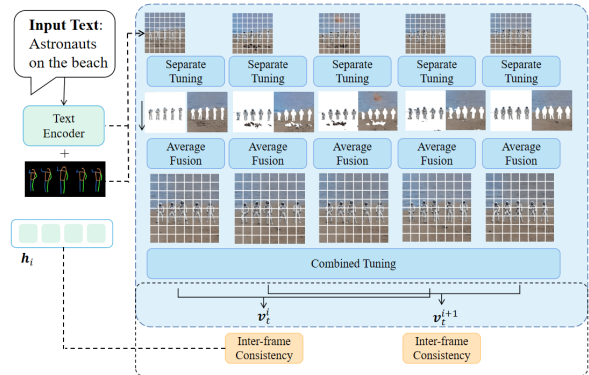 Input Text:
Astronauts
on the beach
Text
Encoder
+
h_i
Separate
Tuning
Separate
Tuning
Separate
Tuning
Separate
Tuning
Separate
Tuning
Average
Fusion
Average
Fusion
Average
Fusion
Average
Fusion
Average
Fusion
Combined Tuning
v_t^i
v_t^{i+1}
Inter-frame
Consistency
Inter-frame
Consistency